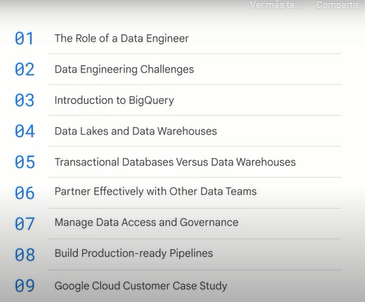 Ver más ta... Compartir
01 The Role of a Data Engineer
02 Data Engineering Challenges
03 Introduction to BigQuery
04 Data Lakes and Data Warehouses
05 Transactional Databases Versus Data Warehouses
06 Partner Effectively with Other Data Teams
07 Manage Data Access and Governance
08 Build Production-ready Pipelines
09 Google Cloud Customer Case Study